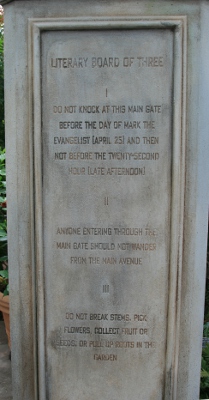 LITERARY BOARD OF THREE
I
DO NOT KNOCK AT THIS MAIN GATE
BEFORE THE DAY OF MARK THE
EVANGELIST (APRIL 25) AND THEN
NOT BEFORE THE TWENTY-SECOND
HOUR (LATE AFTERNOON)
II
ANYONE ENTERING THROUGH THE
MAIN GATE SHOULD NOT WANDER
FROM THE MAIN AVENUE
III
DO NOT BREAK STEMS, PICK
FLOWERS, COLLECT FRUIT OR
SEEDS, OR PULL UP ROOTS IN THE
GARDEN